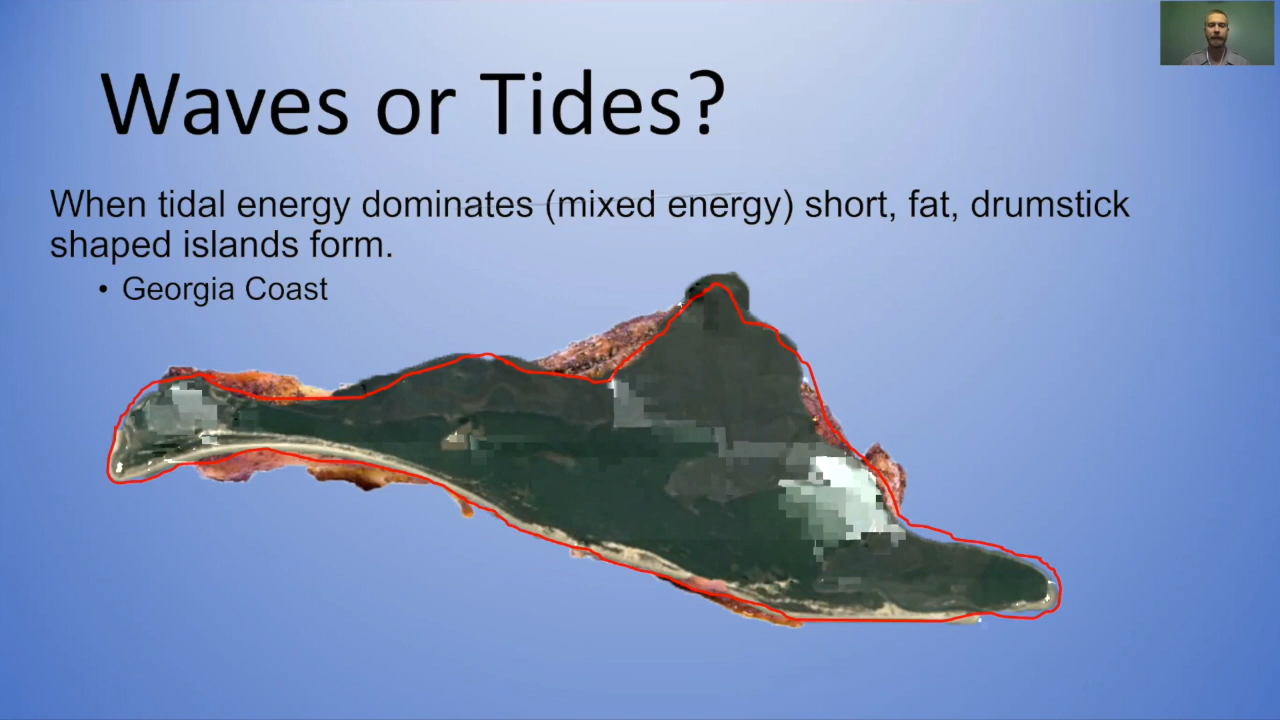 Waves or Tides?
When tidal energy dominates (mixed energy) short, fat, drumstick
shaped islands form.
• Georgia Coast